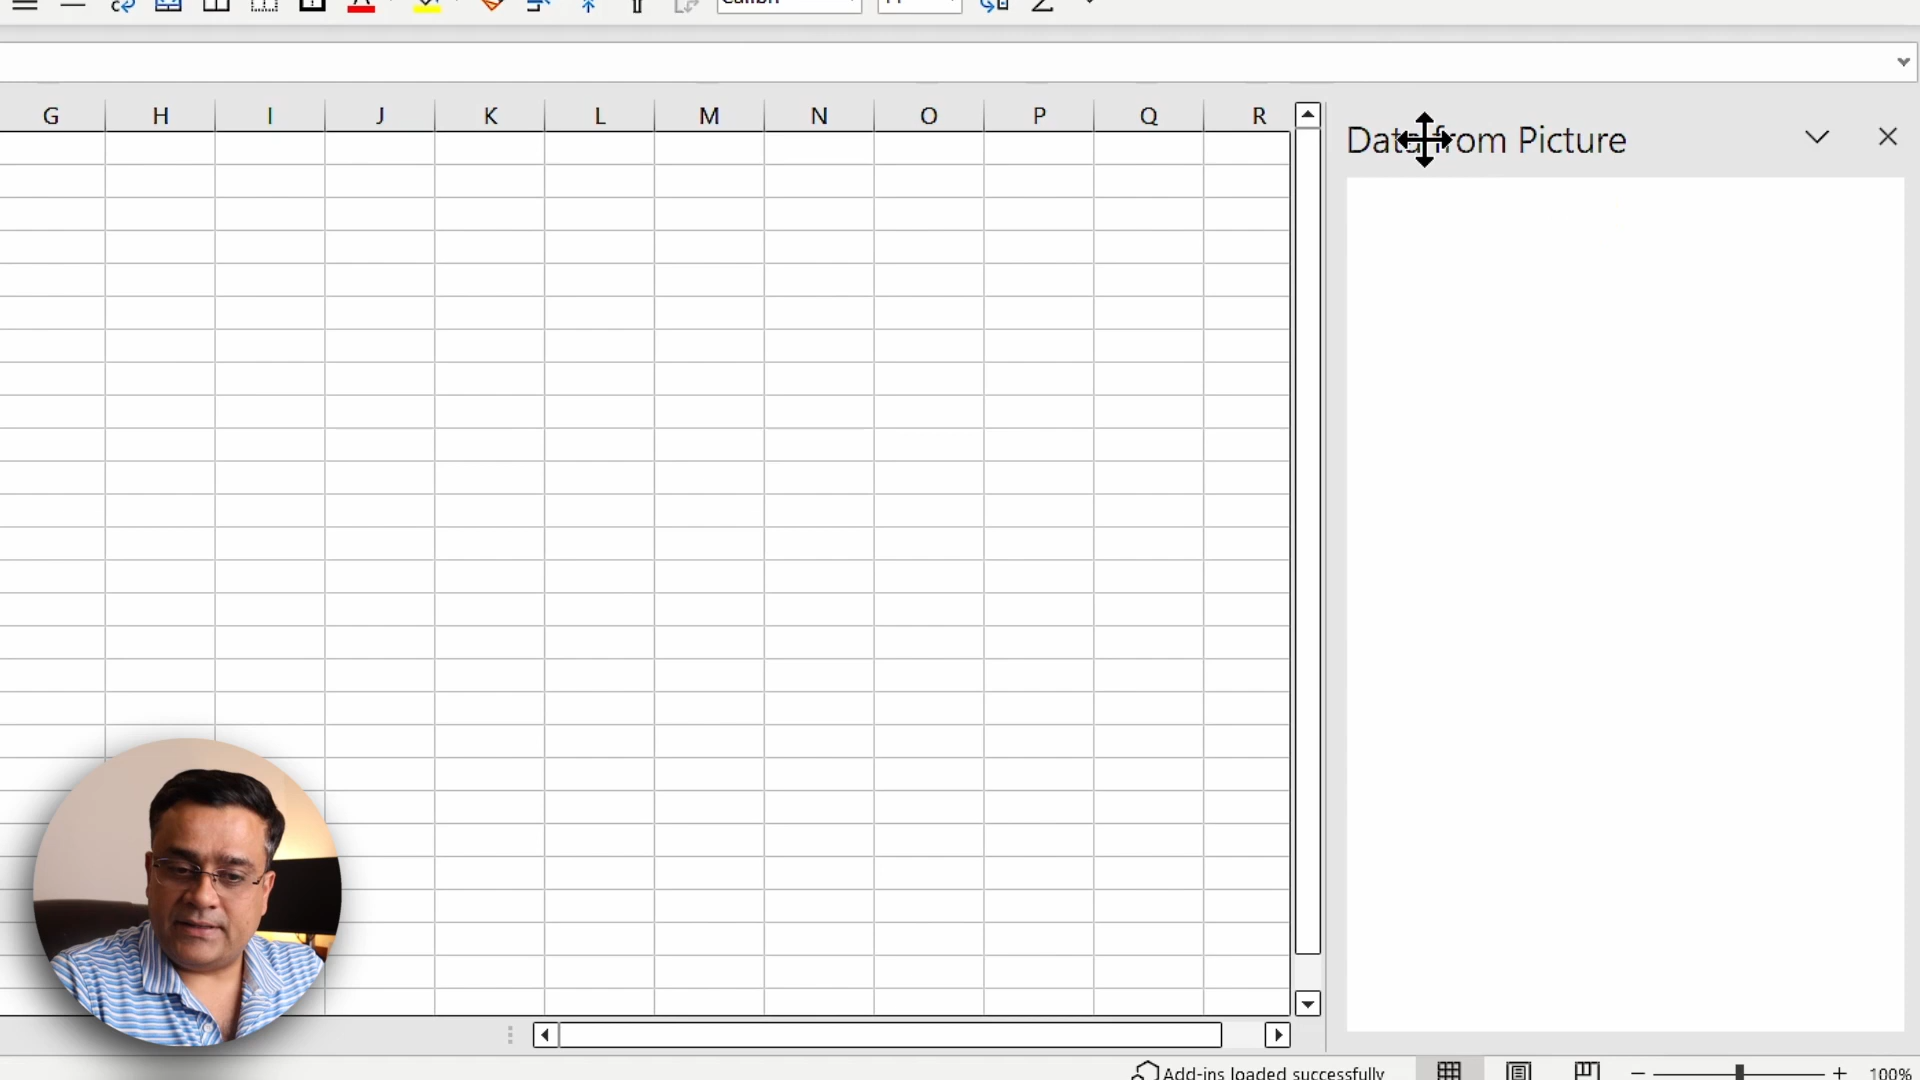 G H I J K L M N O P Q R
Data from Picture
Add-ins loaded successfully
100%